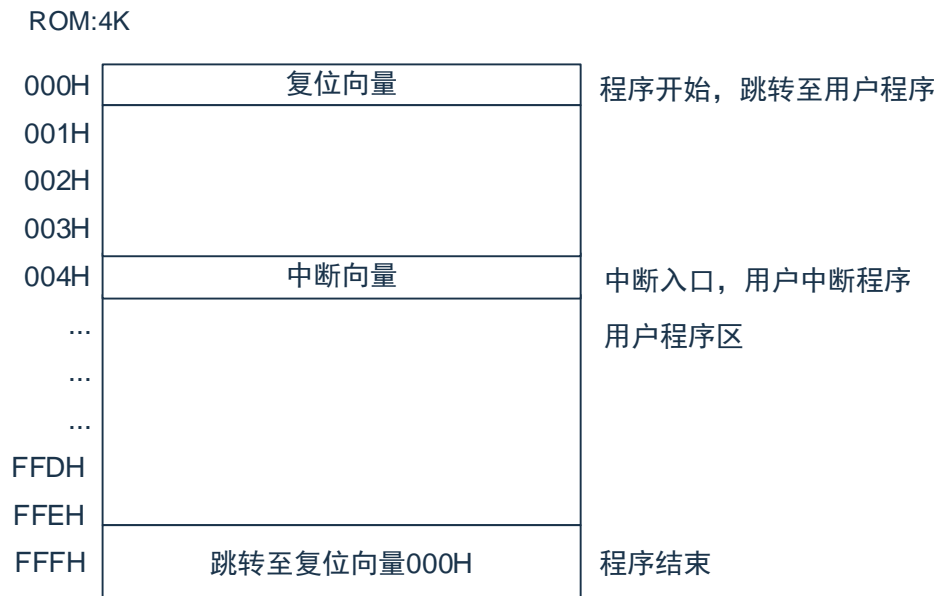 ROM:4K
000H 复位向量 程序开始，跳转至用户程序
001H
002H
003H
004H 中断向量 中断入口，用户中断程序
... 用户程序区
...
...
FFDH
FFEH
FFFH 跳转至复位向量000H 程序结束